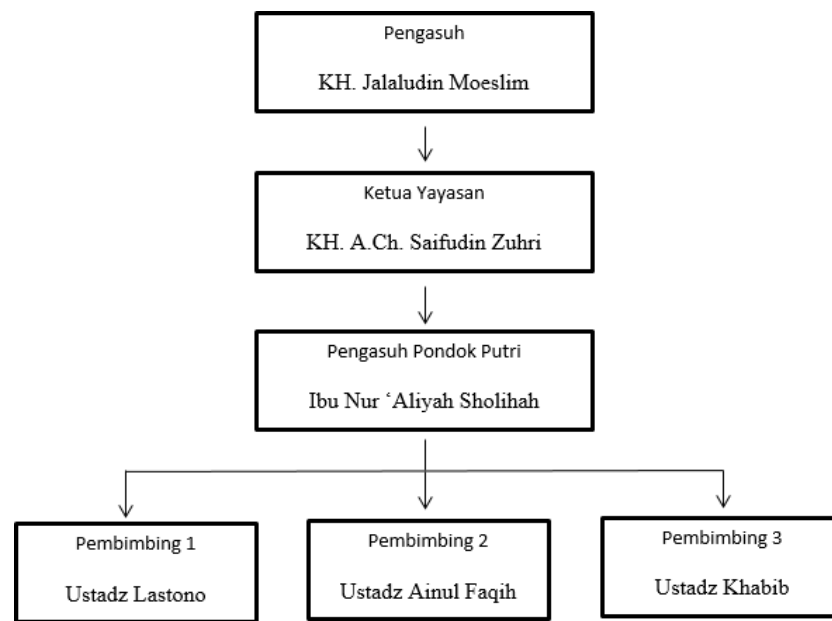 Pengasuh
KH. Jalaludin Moeslim
Ketua Yayasan
KH. A.Ch. Saifudin Zuhri
Pengasuh Pondok Putri
Ibu Nur ‘Aliyah Sholihah
Pembimbing 1
Ustadz Lastono
Pembimbing 2
Ustadz Ainul Faqih
Pembimbing 3
Ustadz Khabib